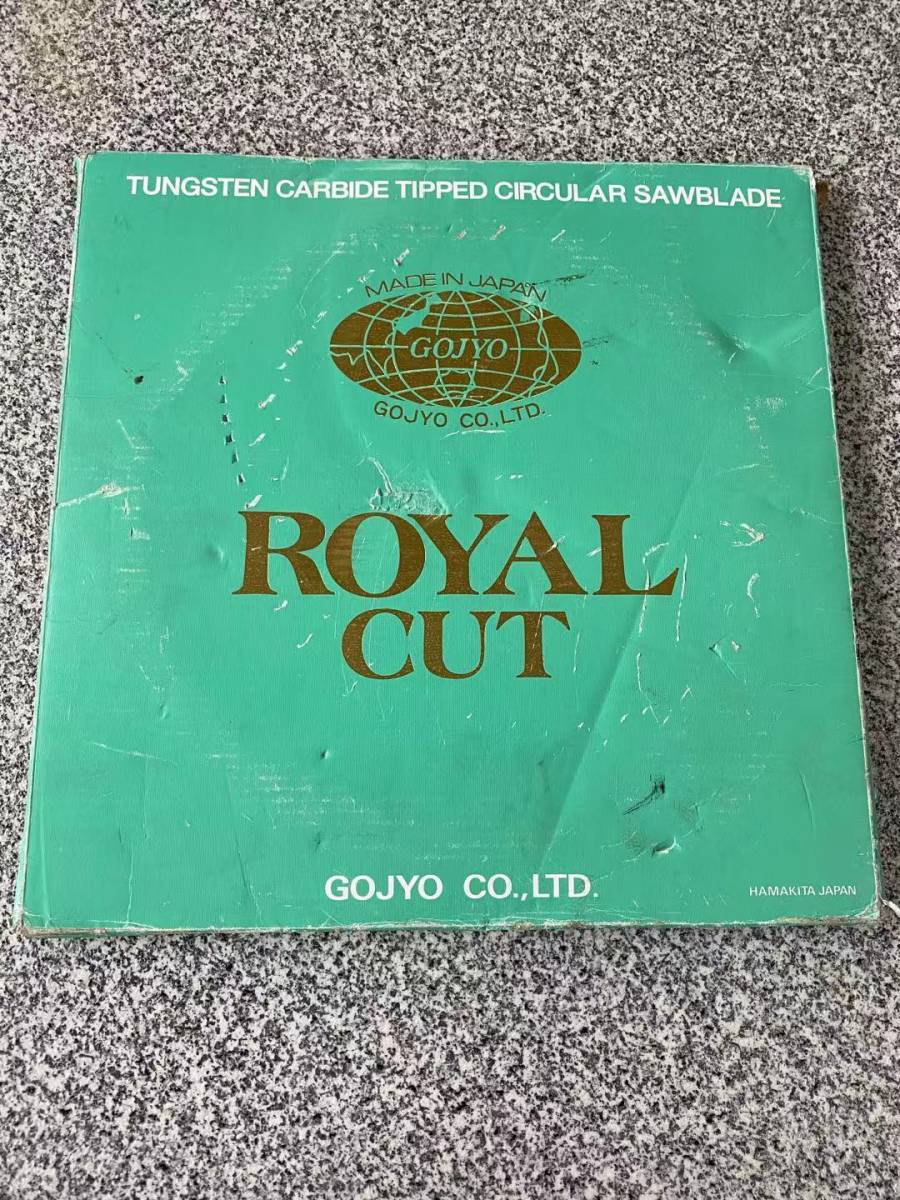 TUNGSTEN CARBIDE TIPPED CIRCULAR SAWBLADE
MADE IN JAPAN
GOJYO
GOJYO CO.,LTD.
ROYAL
CUT
GOJYO CO.,LTD.
HAMAKITA JAPAN